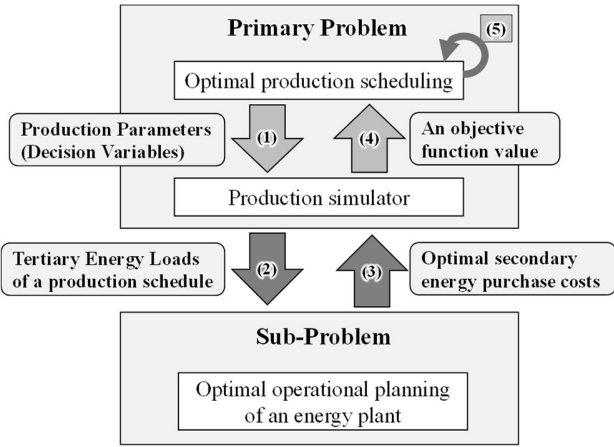 Primary Problem
(5)
Optimal production scheduling
Production Parameters
(Decision Variables)
(1)
(4)
An objective
function value
Production simulator
Tertiary Energy Loads
of a production schedule
(2)
(3)
Optimal secondary
energy purchase costs
Sub-Problem
Optimal operational planning
of an energy plant